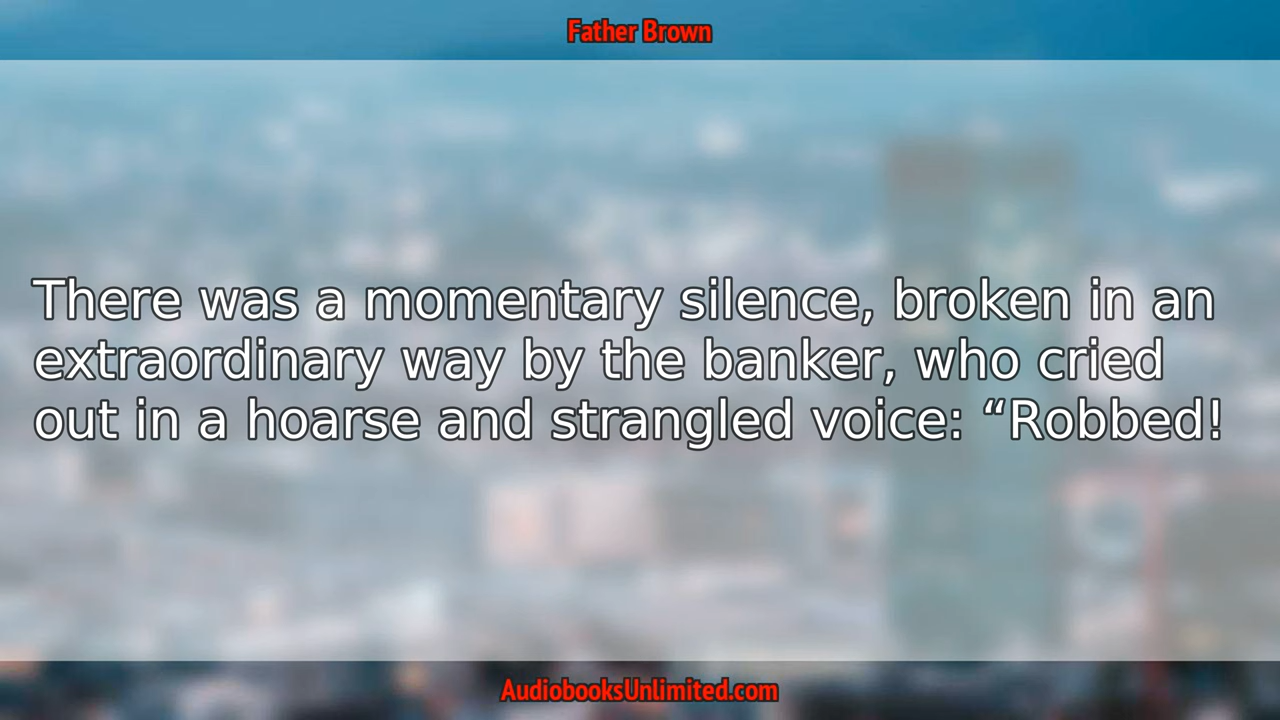 Father Brown
There was a momentary silence, broken in an
extraordinary way by the banker, who cried
out in a hoarse and strangled voice: “Robbed!
AudiobooksUnlimited.com